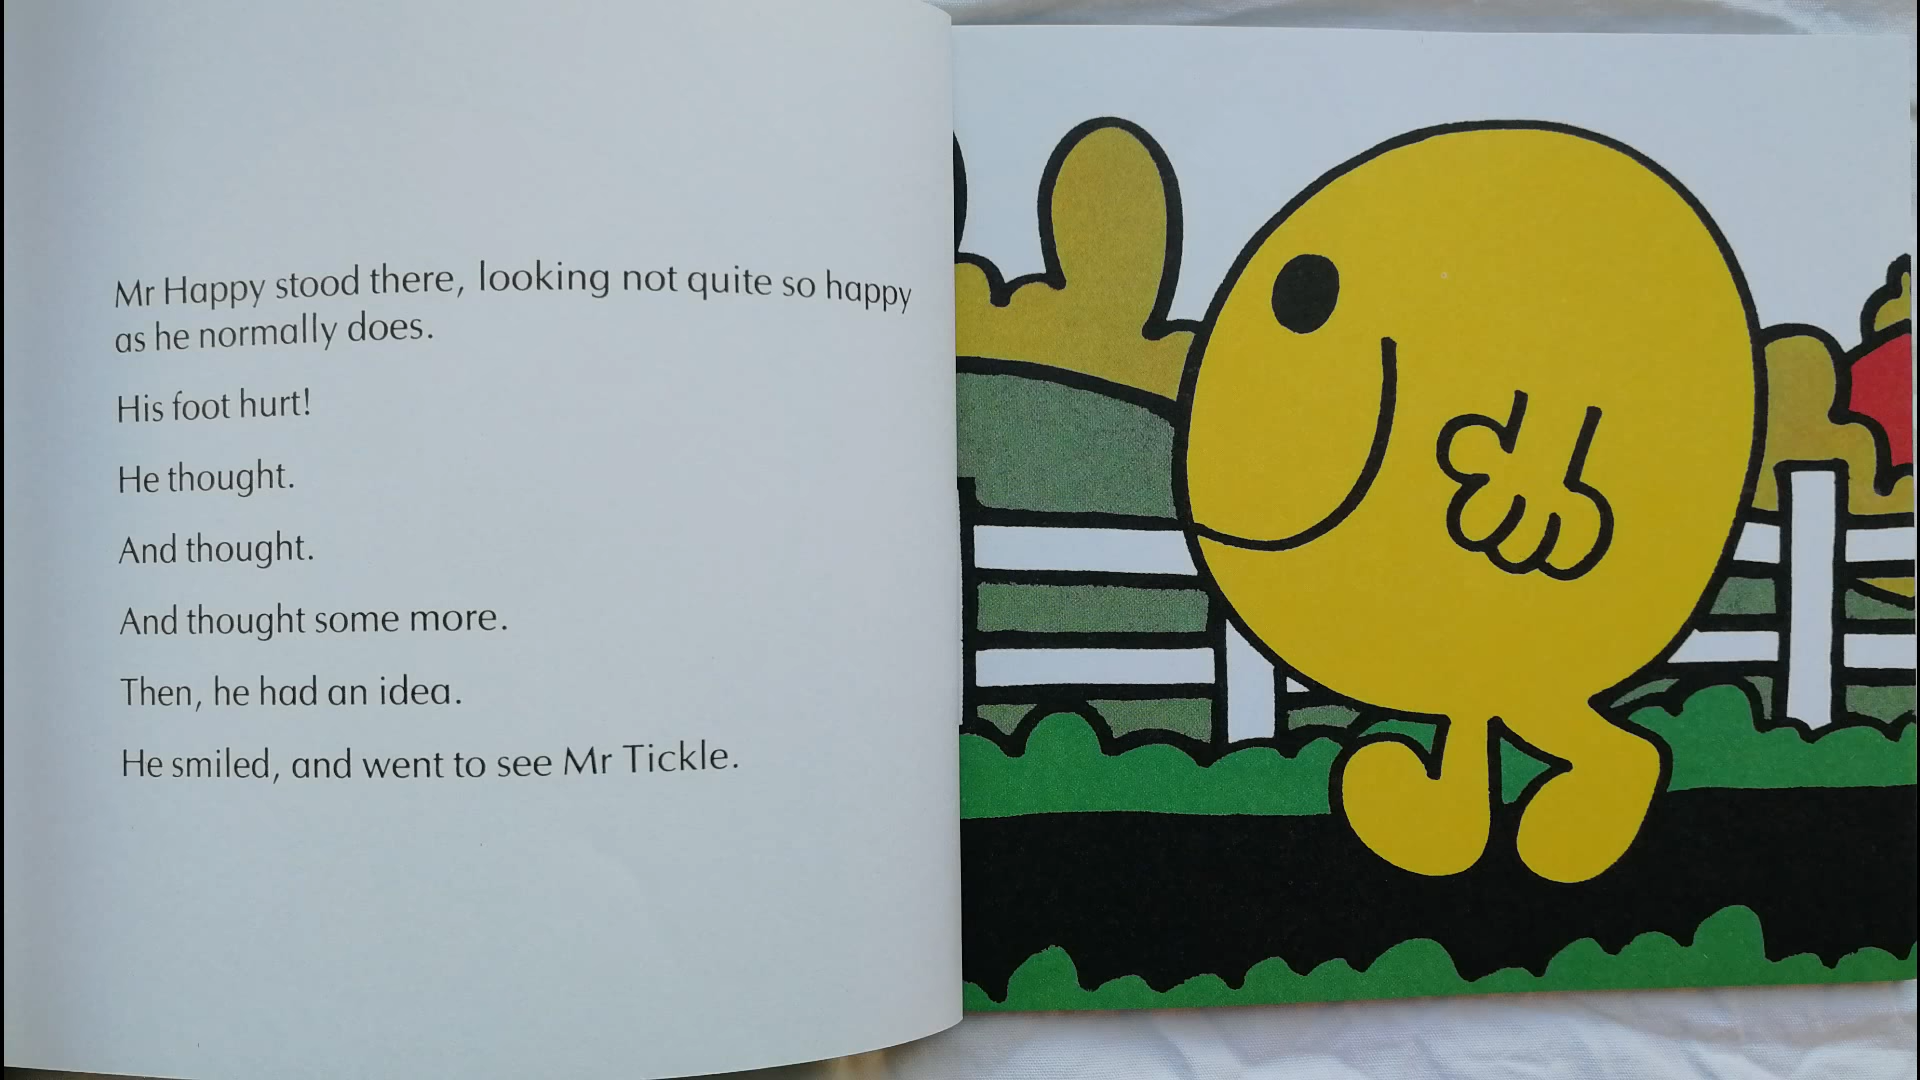 Mr Happy stood there, looking not quite so happy
as he normally does.
His foot hurt!
He thought.
And thought.
And thought some more.
Then, he had an idea.
He smiled, and went to see Mr Tickle.